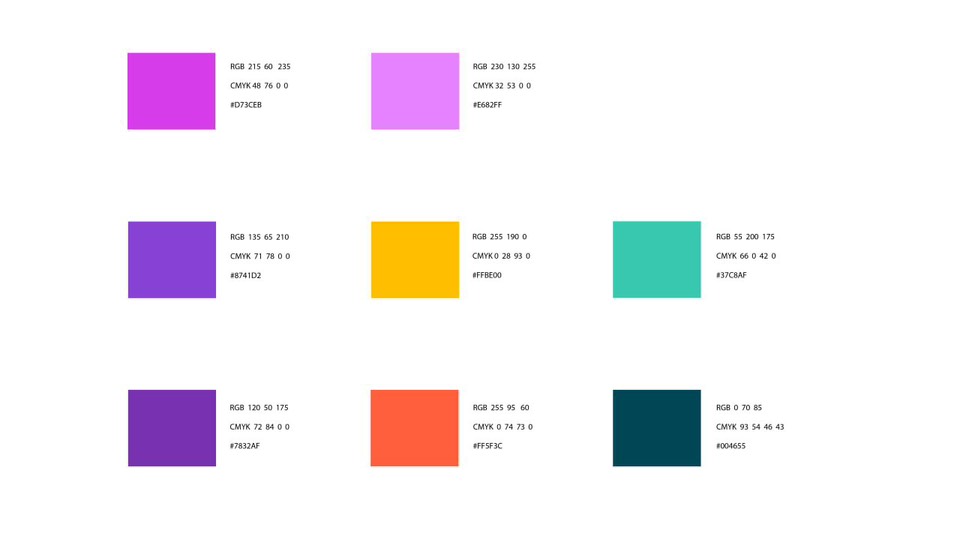 RGB 215 60 235
CMYK 48 76 0 0
#D73CEB
RGB 230 130 255
CMYK 32 53 0 0
#E682FF
RGB 135 65 210
CMYK 71 78 0 0
#8741D2
RGB 255 190 0
CMYK 0 28 93 0
#FFBE00
RGB 55 200 175
CMYK 66 0 42 0
#37C8AF
RGB 120 50 175
CMYK 72 84 0 0
#7832AF
RGB 255 95 60
CMYK 0 74 73 0
#FF5F3C
RGB 0 70 85
CMYK 93 54 46 43
#004655